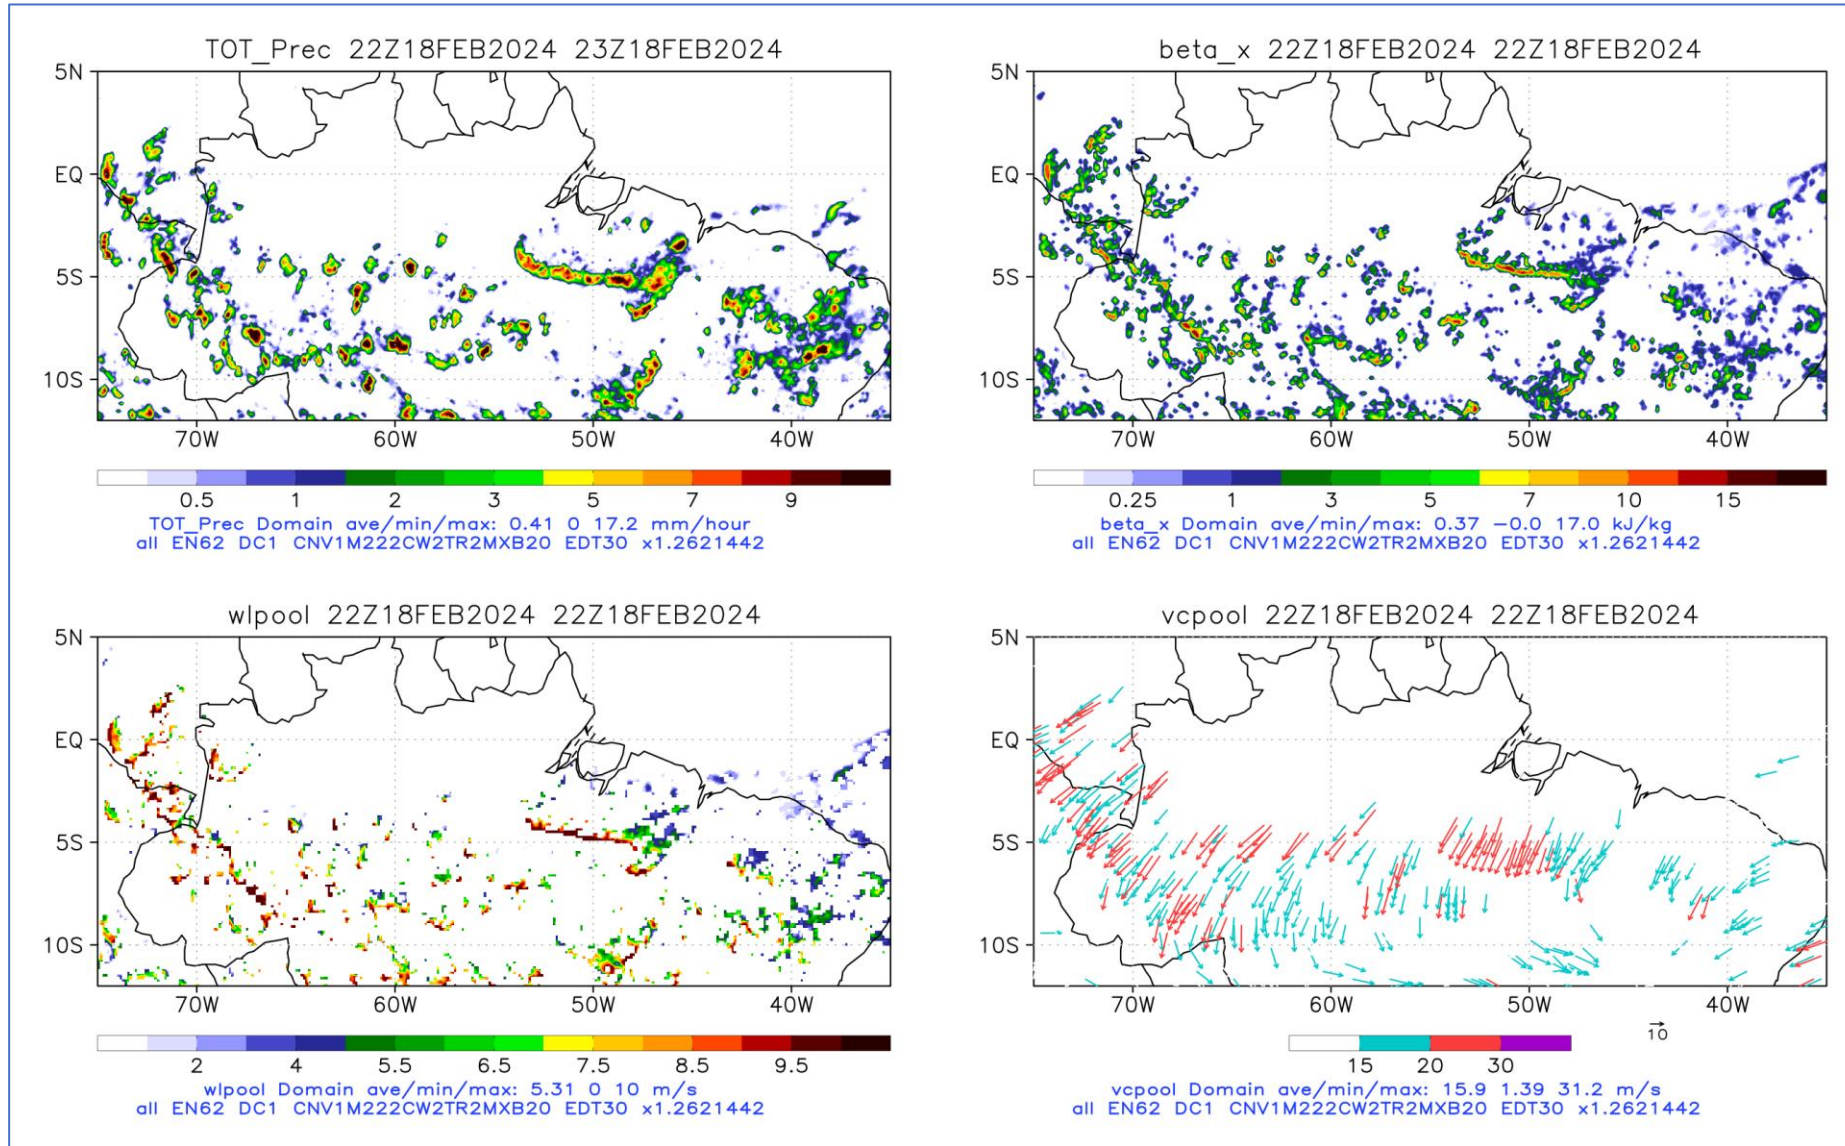 TOT_Prec 22Z18FEB2024 23Z18FEB2024
5N
EQ
5S
10S
70W 60W 50W 40W
0.5 1 2 3 5 7 9
TOT_Prec Domain ave/min/max: 0.41 0 17.2 mm/hour
all EN62 DC1 CNV1M222CW2TR2MXB20 EDT30 x1.2621442
beta_x 22Z18FEB2024 22Z18FEB2024
5N
EQ
5S
10S
70W 60W 50W 40W
0.25 1 3 5 7 10 15
beta_x Domain ave/min/max: 0.37 -0.0 17.0 kJ/kg
all EN62 DC1 CNV1M222CW2TR2MXB20 EDT30 x1.2621442
wlpool 22Z18FEB2024 22Z18FEB2024
5N
EQ
5S
10S
70W 60W 50W 40W
2 4 5.5 6.5 7.5 8.5 9.5
wlpool Domain ave/min/max: 5.31 0 10 m/s
all EN62 DC1 CNV1M222CW2TR2MXB20 EDT30 x1.2621442
vcpool 22Z18FEB2024 22Z18FEB2024
5N
EQ
5S
10S
70W 60W 50W 40W
10
15 20 30
vcpool Domain ave/min/max: 15.9 1.39 31.2 m/s
all EN62 DC1 CNV1M222CW2TR2MXB20 EDT30 x1.2621442